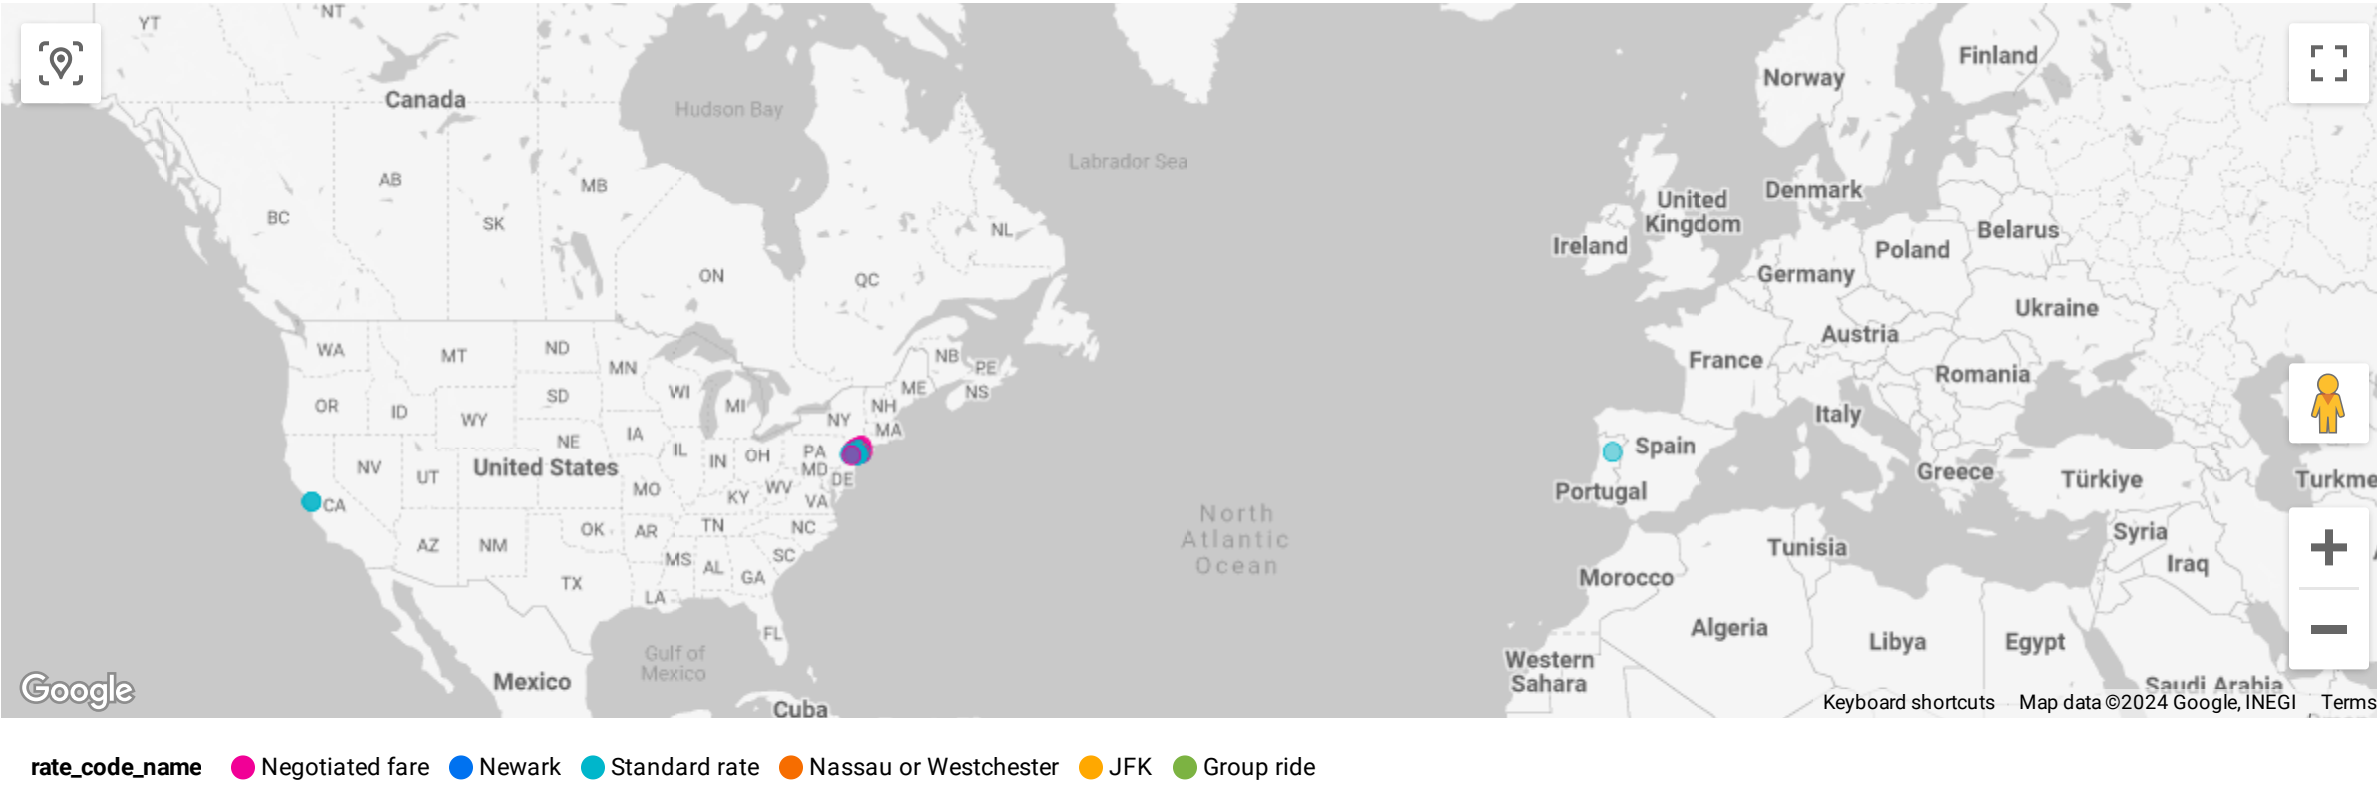 YT
NT
Canada
Hudson Bay
Finland
Norway
Labrador Sea
AB
MB
BC
SK
NL
Denmark
United
Kingdom
Ireland
Belarus
Poland
ON
QC
Germany
Ukraine
Austria
France
Romania
WA
MT
ND
MN
NB
PE
OR
ID
WY
SD
WI
MI
ME
NS
NH
NY
MA
Italy
NE
IA
IL
IN
OH
PA
MD
DE
Spain
NV
UT
United States
Greece
Türkiye
Turkme
CA
MO
KY
WV
VA
Portugal
North
Atlantic
Ocean
OK
AR
TN
NC
AZ
NM
MS
AL
SC
GA
Tunisia
Syria
Iraq
Morocco
TX
LA
FL
Algeria
Libya
Egypt
Gulf of
Mexico
Western
Sahara
Mexico
Saudi Arabia
Cuba
Google
Keyboard shortcuts Map data ©2024 Google, INEGI Terms
rate_code_name Negotiated fare Newark Standard rate Nassau or Westchester JFK Group ride